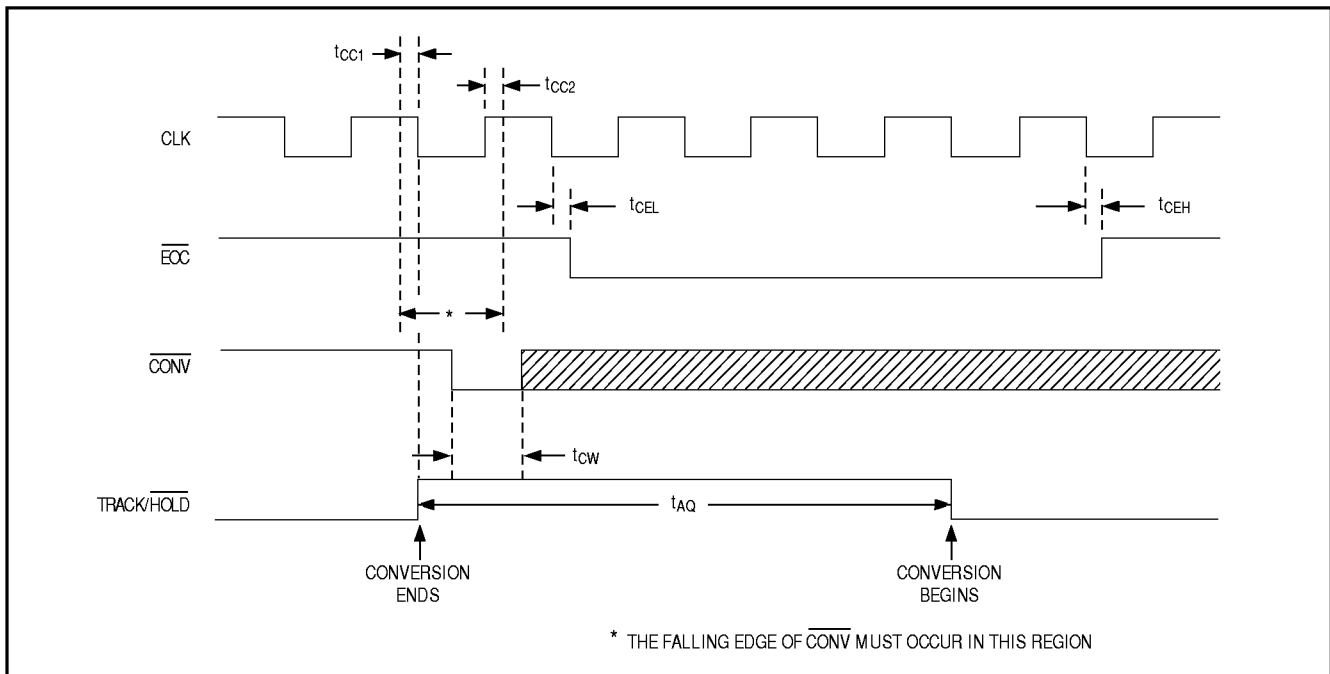 tCC1
tCC2
CLK
tCEL
tCEH
EOC
*
CONV
tCW
TRACK/HOLD
tAQ
CONVERSION
ENDS
CONVERSION
BEGINS
* THE FALLING EDGE OF CONV MUST OCCUR IN THIS REGION